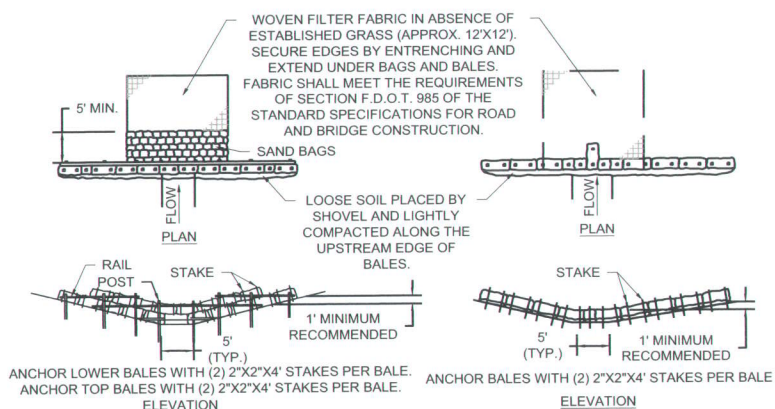 WOVEN FILTER FABRIC IN ABSENCE OF
ESTABLISHED GRASS (APPROX. 12'X12').
SECURE EDGES BY ENTRENCHING AND
EXTEND UNDER BAGS AND BALES.
FABRIC SHALL MEET THE REQUIREMENTS
OF SECTION F.D.O.T. 985 OF THE
STANDARD SPECIFICATIONS FOR ROAD
AND BRIDGE CONSTRUCTION.
5' MIN.
SAND BAGS
FLOW
PLAN
LOOSE SOIL PLACED BY
SHOVEL AND LIGHTLY
COMPACTED ALONG THE
UPSTREAM EDGE OF
BALES.
FLOW
PLAN
RAIL
POST
STAKE
1' MINIMUM
RECOMMENDED
5'
(TYP.)
ANCHOR LOWER BALES WITH (2) 2"X2"X4' STAKES PER BALE.
ANCHOR TOP BALES WITH (2) 2"X2"X4' STAKES PER BALE.
ELEVATION
STAKE
5'
(TYP.)
1' MINIMUM
RECOMMENDED
ANCHOR BALES WITH (2) 2"X2"X4' STAKES PER BALE
ELEVATION